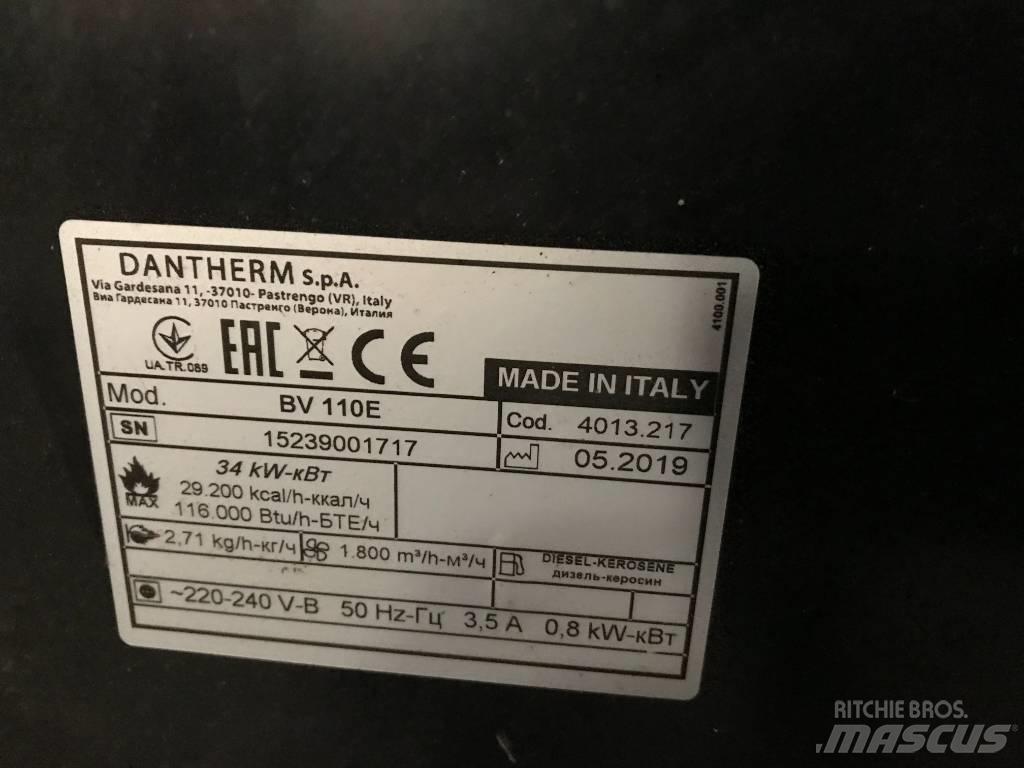 DANTHERM S.p.A.
Via Gardesana 11, -37010- Pastrengo (VR), Italy
Виа Гардесана 11, 37010 Пастренго (Верона), Италия
4100.001
UA.TR.089
EAC CE
MADE IN ITALY
Mod. BV 110E
Cod. 4013.217
SN 15239001717
05.2019
MAX
34 kW-кВт
29.200 kcal/h-ккал/ч
116.000 Btu/h-БТЕ/ч
2,71 kg/h-кг/ч
1.800 m³/h-м³/ч
DIESEL-KEROSENE
дизель-керосин
~220-240 V-В 50 Hz-Гц 3,5 A 0,8 kW-кВт
RITCHIE BROS.
MASCUS